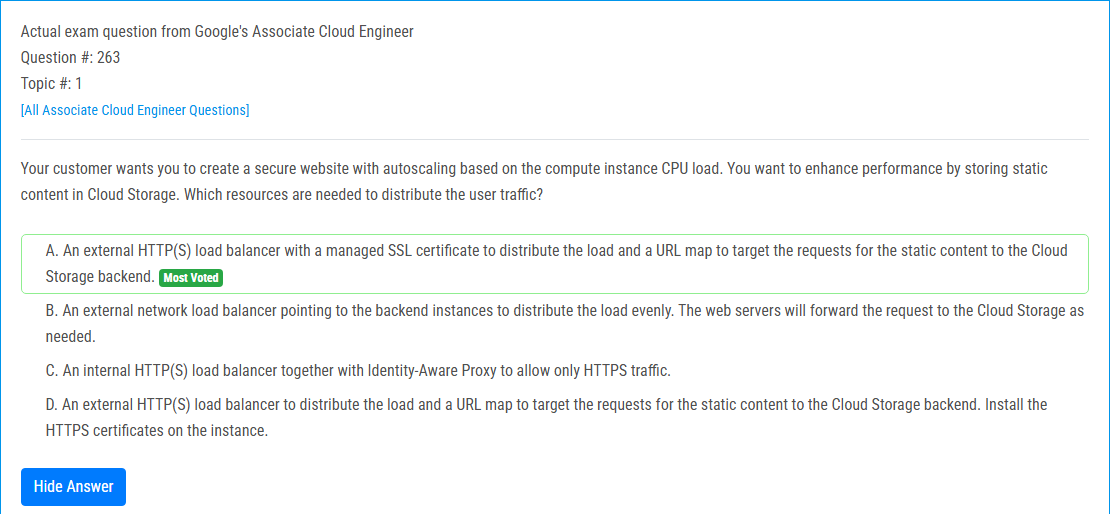 Actual exam question from Google's Associate Cloud Engineer
Question #: 263
Topic #: 1
[All Associate Cloud Engineer Questions]
Your customer wants you to create a secure website with autoscaling based on the compute instance CPU load. You want to enhance performance by storing static
content in Cloud Storage. Which resources are needed to distribute the user traffic?
A. An external HTTP(S) load balancer with a managed SSL certificate to distribute the load and a URL map to target the requests for the static content to the Cloud
Storage backend. Most Voted
B. An external network load balancer pointing to the backend instances to distribute the load evenly. The web servers will forward the request to the Cloud Storage as
needed.
C. An internal HTTP(S) load balancer together with Identity-Aware Proxy to allow only HTTPS traffic.
D. An external HTTP(S) load balancer to distribute the load and a URL map to target the requests for the static content to the Cloud Storage backend. Install the
HTTPS certificates on the instance.
Hide Answer